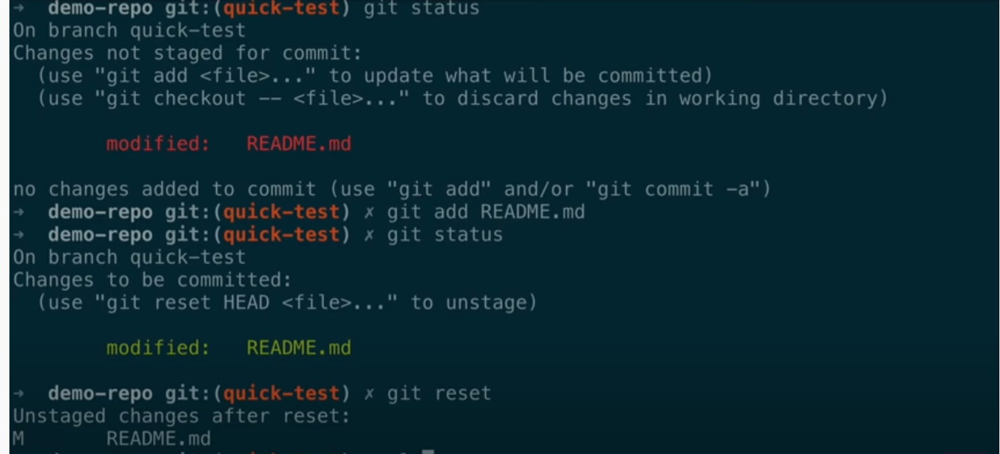 → demo-repo git:(quick-test) git status
On branch quick-test
Changes not staged for commit:
  (use "git add <file>..." to update what will be committed)
  (use "git checkout -- <file>..." to discard changes in working directory)
        modified:   README.md
no changes added to commit (use "git add" and/or "git commit -a")
→ demo-repo git:(quick-test) ✗ git add README.md
→ demo-repo git:(quick-test) ✗ git status
On branch quick-test
Changes to be committed:
  (use "git reset HEAD <file>..." to unstage)
        modified:   README.md
→ demo-repo git:(quick-test) ✗ git reset
Unstaged changes after reset:
M       README.md